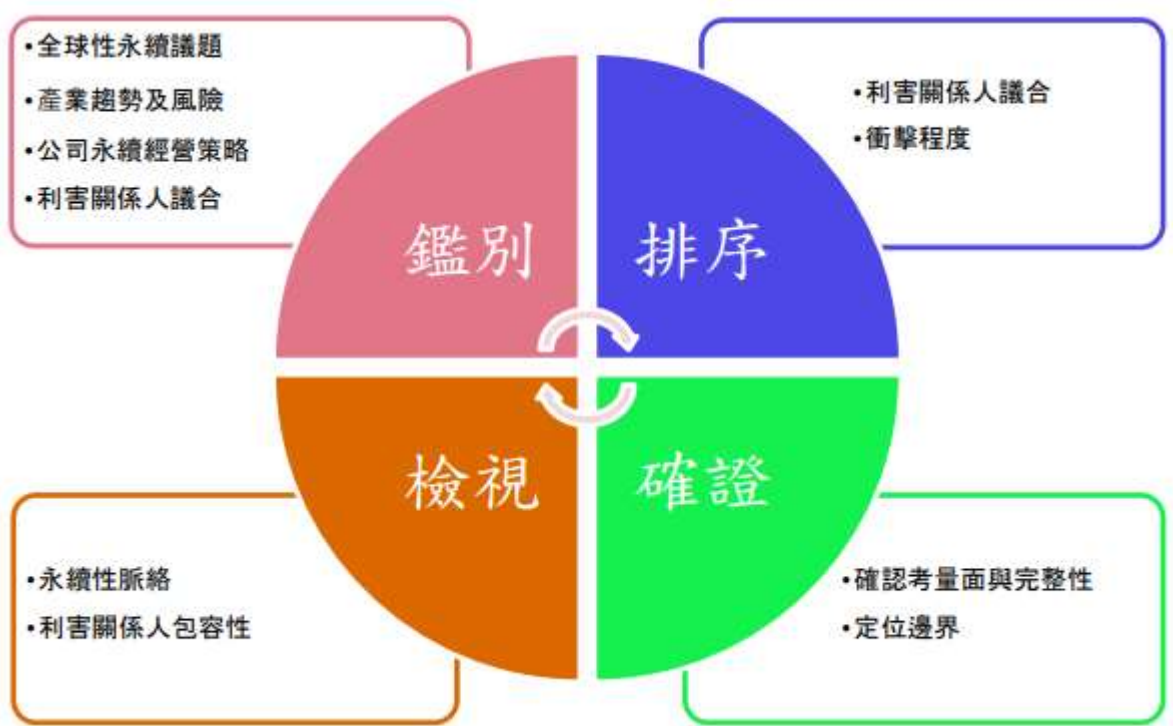 •全球性永續議題
•產業趨勢及風險
•公司永續經營策略
•利害關係人議合
鑑別
•利害關係人議合
•衝擊程度
排序
檢視
•永續性脈絡
•利害關係人包容性
確證
•確認考量面與完整性
•定位邊界